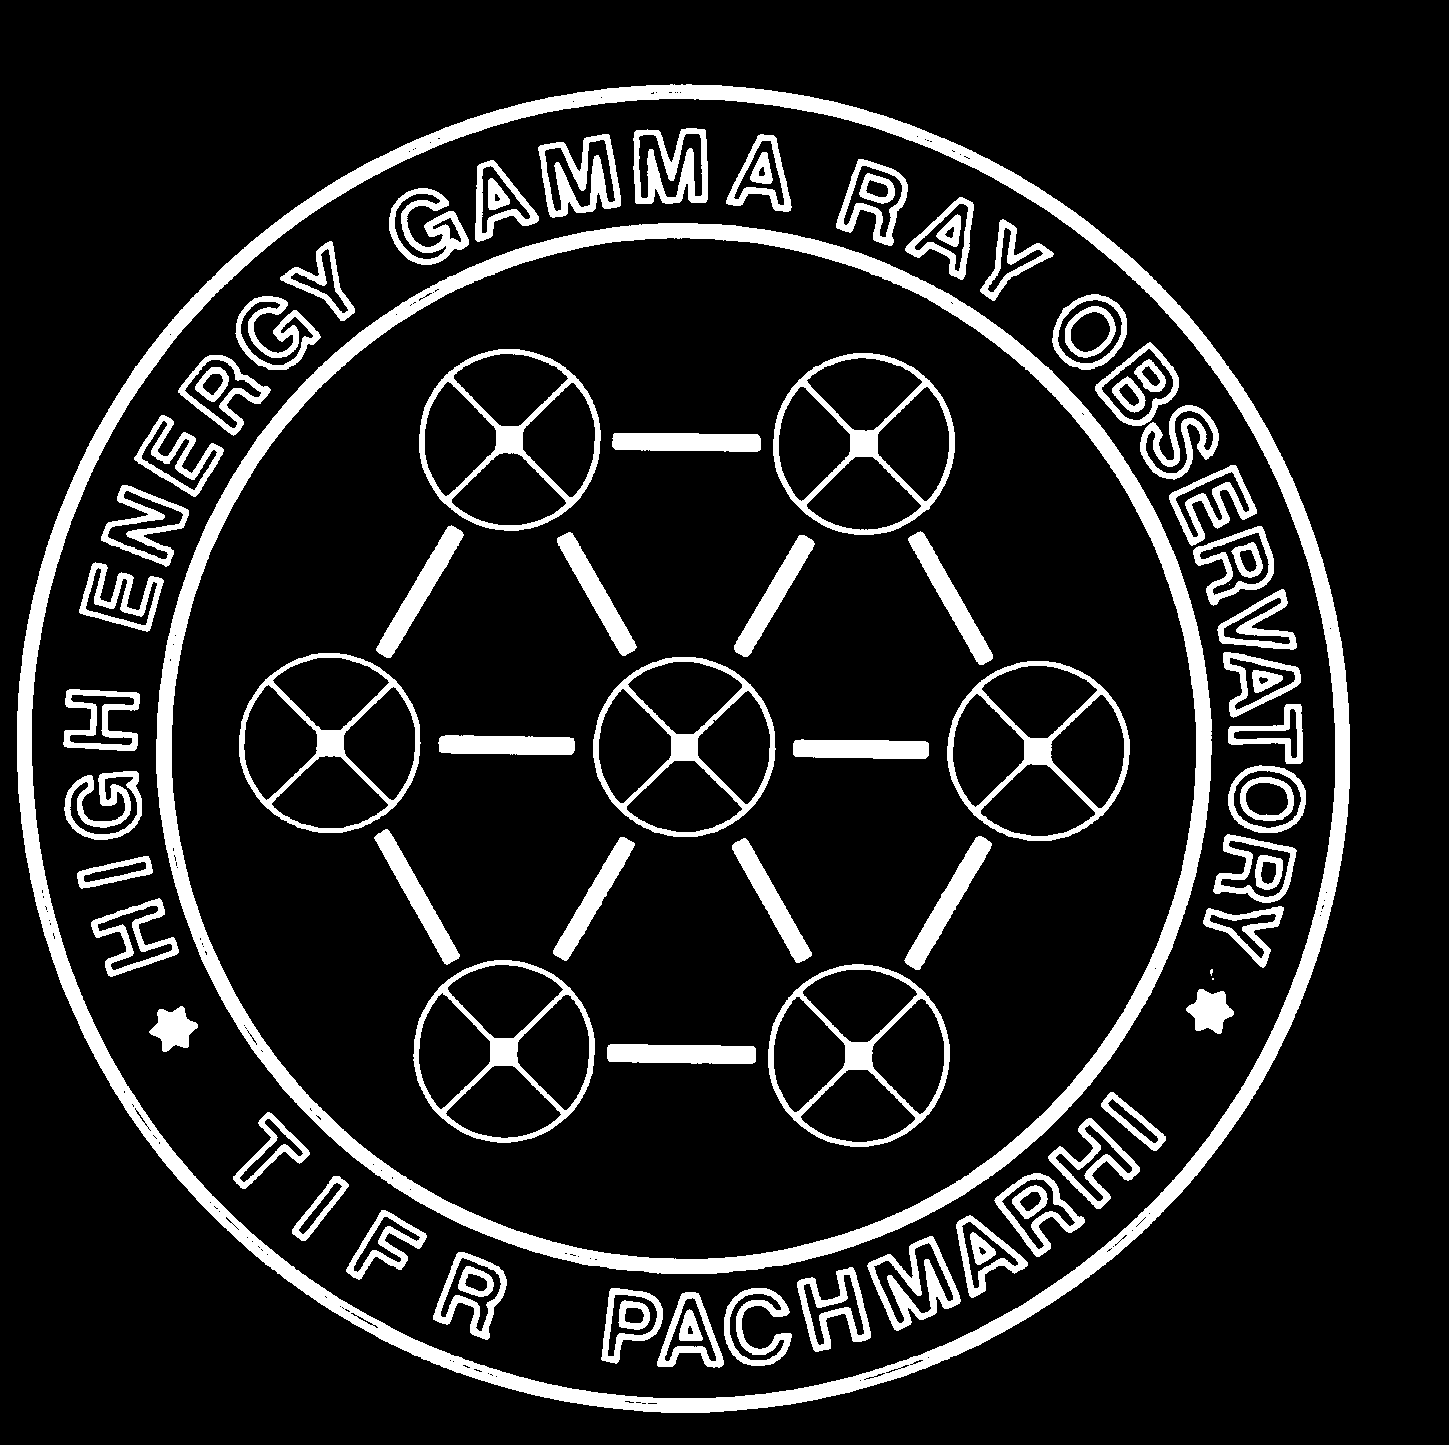 HIGH ENERGY GAMMA RAY OBSERVATORY
TIFR PACHMARHI